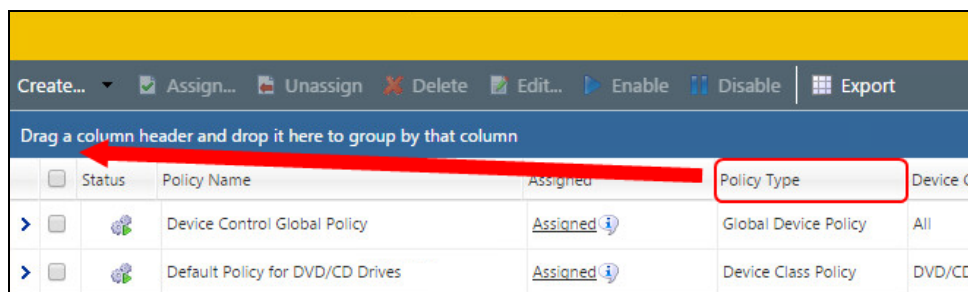 Create... Assign... Unassign Delete Edit... Enable Disable Export
Drag a column header and drop it here to group by that column
Status Policy Name Assigned Policy Type Device
Device Control Global Policy Assigned Global Device Policy All
Default Policy for DVD/CD Drives Assigned Device Class Policy DVD/CD